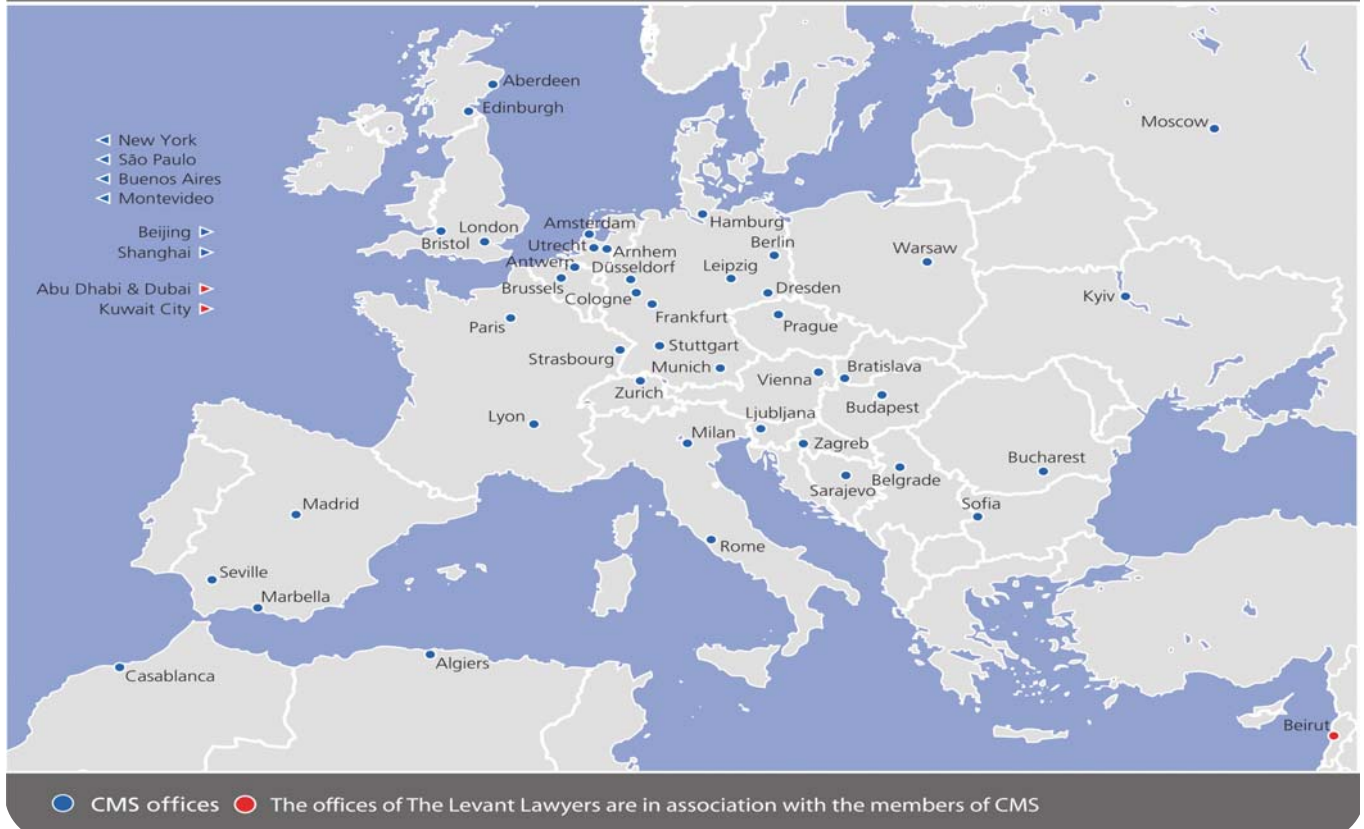 Aberdeen
Edinburgh
Moscow
New York
São Paulo
Buenos Aires
Montevideo
Beijing
Shanghai
Abu Dhabi & Dubai
Kuwait City
London
Bristol
Amsterdam
Utrecht
Arnhem
Antwerp
Brussels
Düsseldorf
Cologne
Hamburg
Berlin
Leipzig
Dresden
Frankfurt
Warsaw
Kyiv
Paris
Strasbourg
Stuttgart
Munich
Prague
Zurich
Vienna
Bratislava
Budapest
Lyon
Milan
Ljubljana
Zagreb
Sarajevo
Belgrade
Bucharest
Sofia
Madrid
Rome
Seville
Marbella
Casablanca
Algiers
Beirut
CMS offices
The offices of The Levant Lawyers are in association with the members of CMS